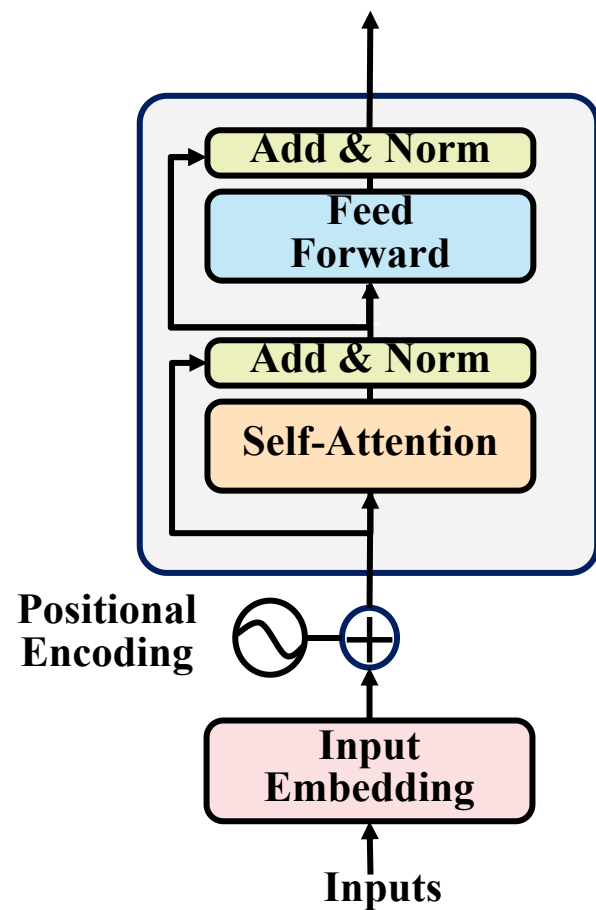 Add & Norm
Feed
Forward
Add & Norm
Self-Attention
Positional
Encoding
Input
Embedding
Inputs